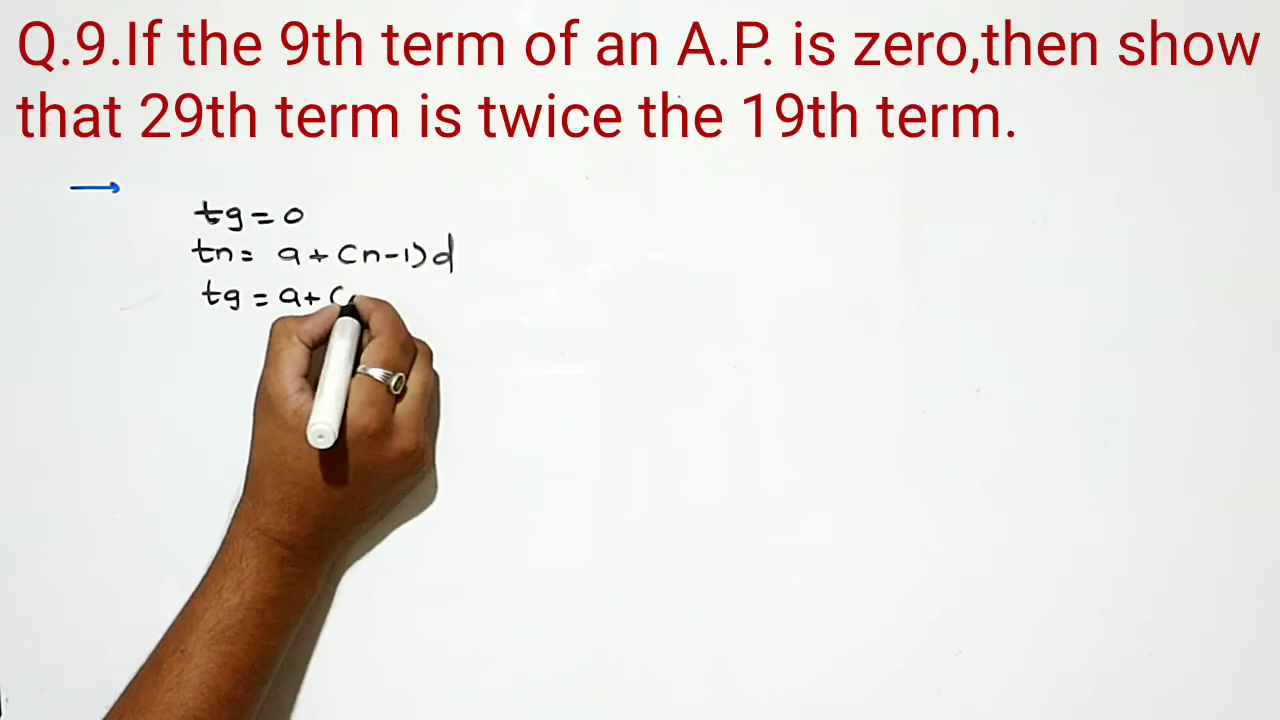 Q.9.If the 9th term of an A.P. is zero,then show
that 29th term is twice the 19th term.
t9 = 0
tn = a + (n-1)d
t9 = a + (